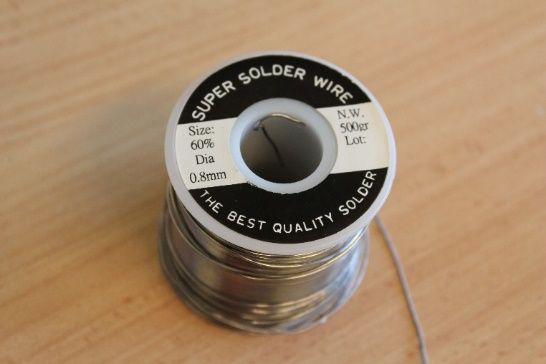 SUPER SOLDER WIRE
Size:
60%
Dia
0.8mm
N.W.
500gr
Lot:
THE BEST QUALITY SOLDER